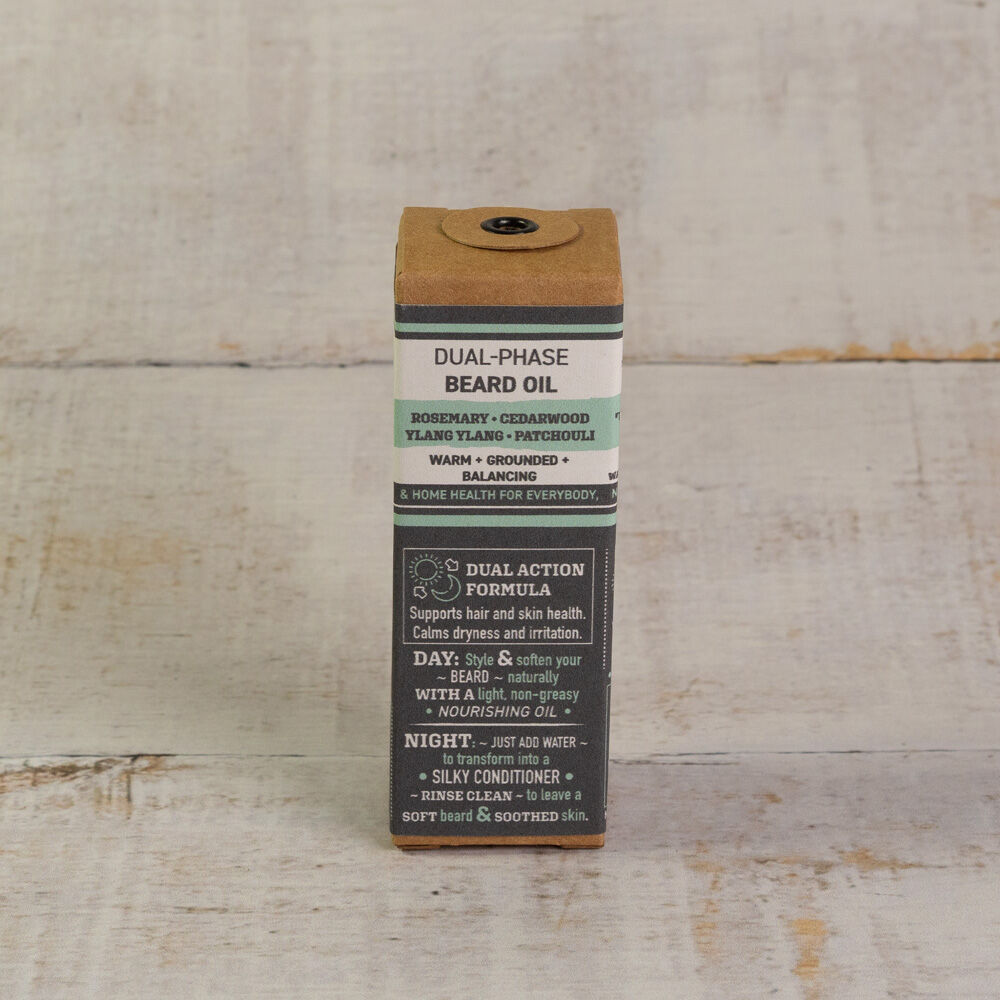 DUAL-PHASE
BEARD OIL
ROSEMARY • CEDARWOOD
YLANG YLANG • PATCHOULI
WARM + GROUNDED +
BALANCING
& HOME HEALTH FOR EVERYBODY,
DUAL ACTION
FORMULA
Supports hair and skin health.
Calms dryness and irritation.
DAY: Style & soften your
~ BEARD ~ naturally
WITH A light, non-greasy
• NOURISHING OIL •
NIGHT: ~ JUST ADD WATER ~
to transform into a
• SILKY CONDITIONER •
~ RINSE CLEAN ~ to leave a
SOFT beard & SOOTHED skin.